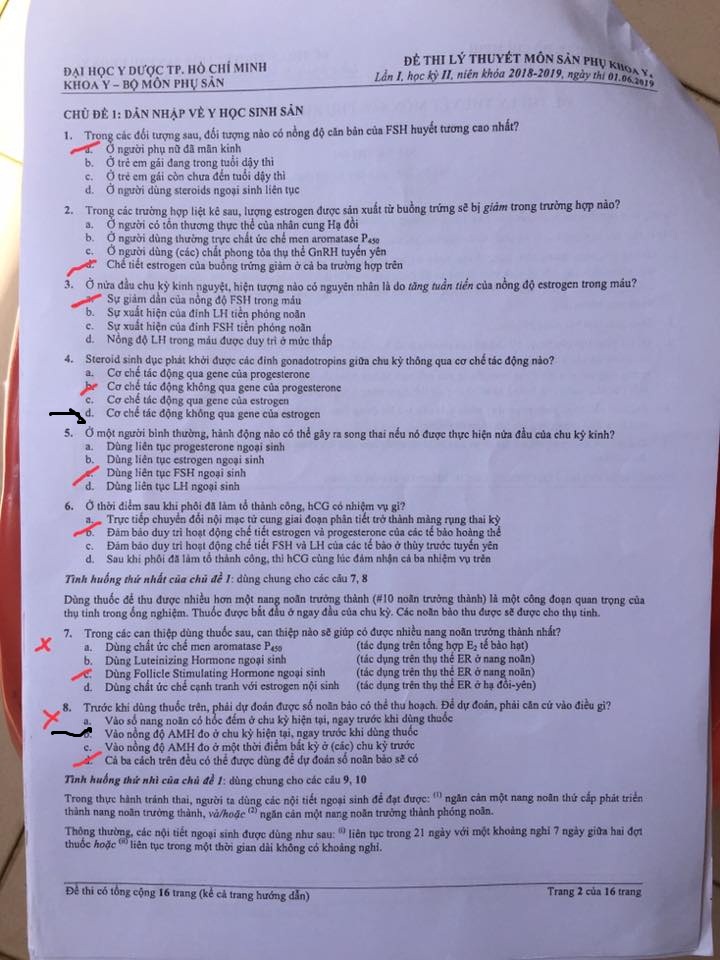 ĐẠI HỌC Y DƯỢC TP. HỒ CHÍ MINH
KHOA Y – BỘ MÔN PHỤ SẢN
ĐỀ THI LÝ THUYẾT MÔN SẢN PHỤ KHOA Y
Lần I, học kỳ II, niên khóa 2018-2019, ngày thi 01.06.2019
CHỦ ĐỀ 1: DẪN NHẬP VỀ Y HỌC SINH SẢN
1. Trong các đối tượng sau, đối tượng nào có nồng độ căn bản của FSH huyết tương cao nhất?
a. Ở người phụ nữ đã mãn kinh
b. Ở trẻ em gái đang trong tuổi dậy thì
c. Ở trẻ em gái còn chưa đến tuổi dậy thì
d. Ở người dùng steroids ngoại sinh liên tục
2. Trong các trường hợp liệt kê sau, lượng estrogen được sản xuất từ buồng trứng sẽ bị giảm trong trường hợp nào?
a. Ở người có tổn thương thực thể của nhân cung Hạ đồi
b. Ở người dùng thường trực chất ức chế men aromatase P450
c. Ở người dùng (các) chất phong tỏa thụ thể GnRH tuyến yên
d. Chế tiết estrogen của buồng trứng giảm ở cả ba trường hợp trên
3. Ở nửa đầu chu kỳ kinh nguyệt, hiện tượng nào có nguyên nhân là do tăng tuần tiến của nồng độ estrogen trong máu?
a. Sự giảm dần của nồng độ FSH trong máu
b. Sự xuất hiện của đỉnh LH tiền phóng noãn
c. Sự xuất hiện của đỉnh FSH tiền phóng noãn
d. Nồng độ LH trong máu được duy trì ở mức thấp
4. Steroid sinh dục phát khởi được các đỉnh gonadotropins giữa chu kỳ thông qua cơ chế tác động nào?
a. Cơ chế tác động qua gene của progesterone
b. Cơ chế tác động không qua gene của progesterone
c. Cơ chế tác động qua gene của estrogen
d. Cơ chế tác động không qua gene của estrogen
5. Ở một người bình thường, hành động nào có thể gây ra song thai nếu nó được thực hiện nửa đầu của chu kỳ kinh?
a. Dùng liên tục progesterone ngoại sinh
b. Dùng liên tục estrogen ngoại sinh
c. Dùng liên tục FSH ngoại sinh
d. Dùng liên tục LH ngoại sinh
6. Ở thời điểm sau khi phôi đã làm tổ thành công, hCG có nhiệm vụ gì?
a. Trực tiếp chuyển đổi nội mạc tử cung giai đoạn phân tiết trở thành màng rụng thai kỳ
b. Đảm bảo duy trì hoạt động chế tiết estrogen và progesterone của các tế bào hoàng thể
c. Đảm bảo duy trì hoạt động chế tiết FSH và LH của các tế bào ở thùy trước tuyến yên
d. Sau khi phôi đã làm tổ thành công, thì hCG cùng lúc đảm nhận cả ba nhiệm vụ trên
Tình huống thứ nhất của chủ đề 1: dùng chung cho các câu 7, 8
Dùng thuốc để thu được nhiều hơn một nang noãn trưởng thành (#10 noãn trưởng thành) là một công đoạn quan trọng của
thụ tinh trong ống nghiệm. Thuốc được bắt đầu ở ngay đầu của chu kỳ. Các noãn bào thu được sẽ được cho thụ tinh.
7. Trong các can thiệp dùng thuốc sau, can thiệp nào sẽ giúp có được nhiều nang noãn trưởng thành nhất?
a. Dùng chất ức chế men aromatase P450 (tác dụng trên tổng hợp E2 tế bào hạt)
b. Dùng Luteinizing Hormone ngoại sinh (tác dụng trên thụ thể ER ở nang noãn)
c. Dùng Follicle Stimulating Hormone ngoại sinh (tác dụng trên thụ thể ER ở nang noãn)
d. Dùng chất ức chế cạnh tranh với estrogen nội sinh (tác dụng trên thụ thể ER ở hạ đồi-yên)
8. Trước khi dùng thuốc trên, phải dự đoán được số noãn bào có thể thu hoạch. Để dự đoán, phải căn cứ vào điều gì?
a. Vào số nang noãn có hốc đếm ở chu kỳ hiện tại, ngay trước khi dùng thuốc
b. Vào nồng độ AMH đo ở chu kỳ hiện tại, ngay trước khi dùng thuốc
c. Vào nồng độ AMH đo ở một thời điểm bất kỳ ở (các) chu kỳ trước
d. Cả ba cách trên đều có thể được dùng để dự đoán số noãn bào sẽ có
Tình huống thứ nhì của chủ đề 1: dùng chung cho các câu 9, 10
Trong thực hành tránh thai, người ta dùng các nội tiết ngoại sinh để đạt được: (1) ngăn cản một nang noãn thứ cấp phát triển
thành nang noãn trưởng thành, và/hoặc (2) ngăn cản một nang noãn trưởng thành phóng noãn.
Thông thường, các nội tiết ngoại sinh được dùng như sau: (i) liên tục trong 21 ngày với một khoảng nghỉ 7 ngày giữa hai đợt
thuốc hoặc (ii) liên tục trong một thời gian dài không có khoảng nghỉ.
Đề thi có tổng cộng 16 trang (kể cả trang hướng dẫn)
Trang 2 của 16 trang